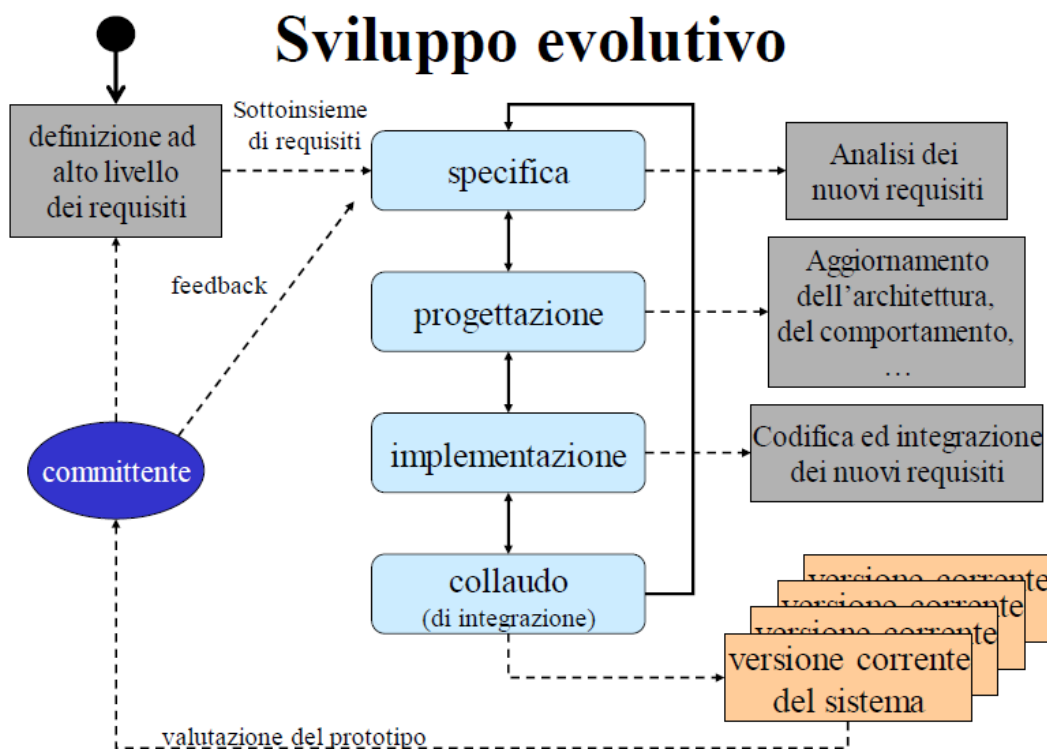 Sviluppo evolutivo
definizione ad
alto livello
dei requisiti
Sottoinsieme
di requisiti
specifica
Analisi dei
nuovi requisiti
feedback
progettazione
Aggiornamento
dell’architettura,
del comportamento,
…
committente
implementazione
Codifica ed integrazione
dei nuovi requisiti
collaudo
(di integrazione)
versione corrente
versione corrente
versione corrente
versione corrente
del sistema
valutazione del prototipo